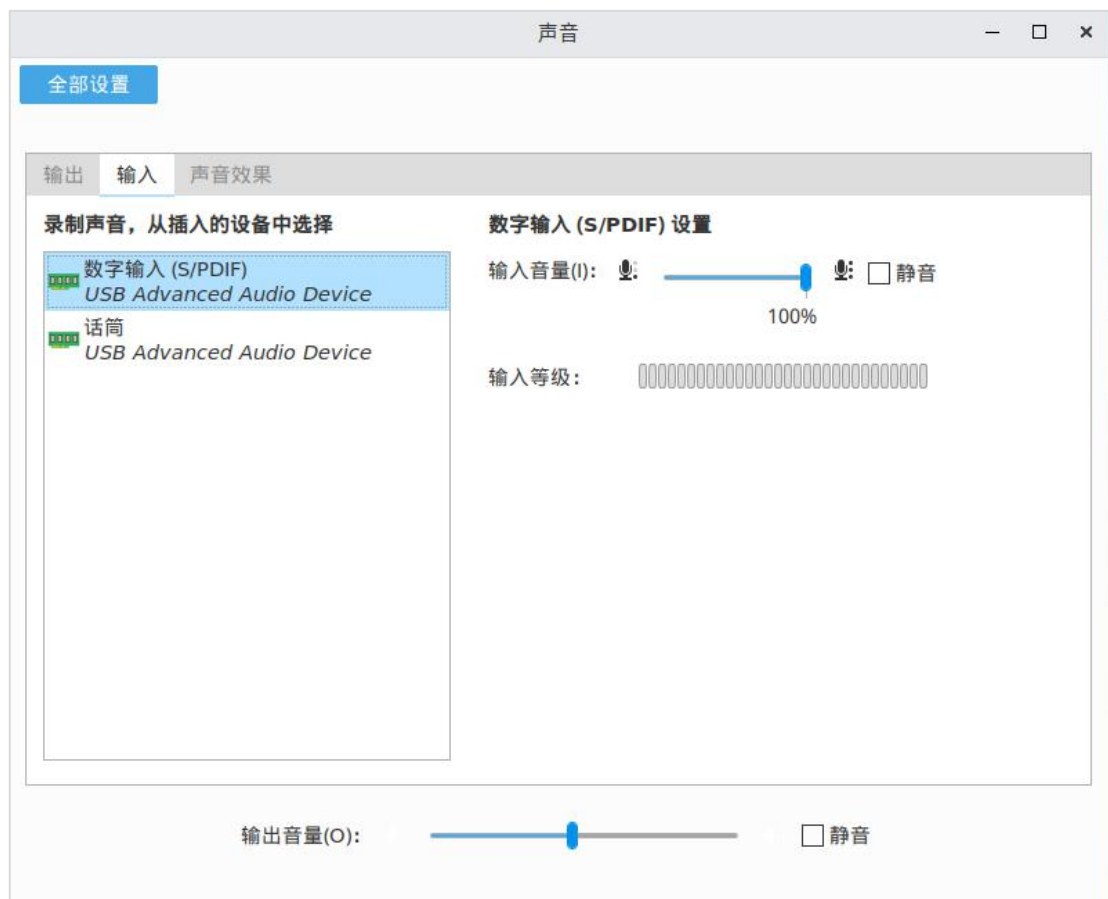 声音
全部设置
输出 输入 声音效果
录制声音，从插入的设备中选择
数字输入 (S/PDIF)
USB Advanced Audio Device
话筒
USB Advanced Audio Device
数字输入 (S/PDIF) 设置
输入音量(I): 静音
100%
输入等级:
输出音量(O): 静音